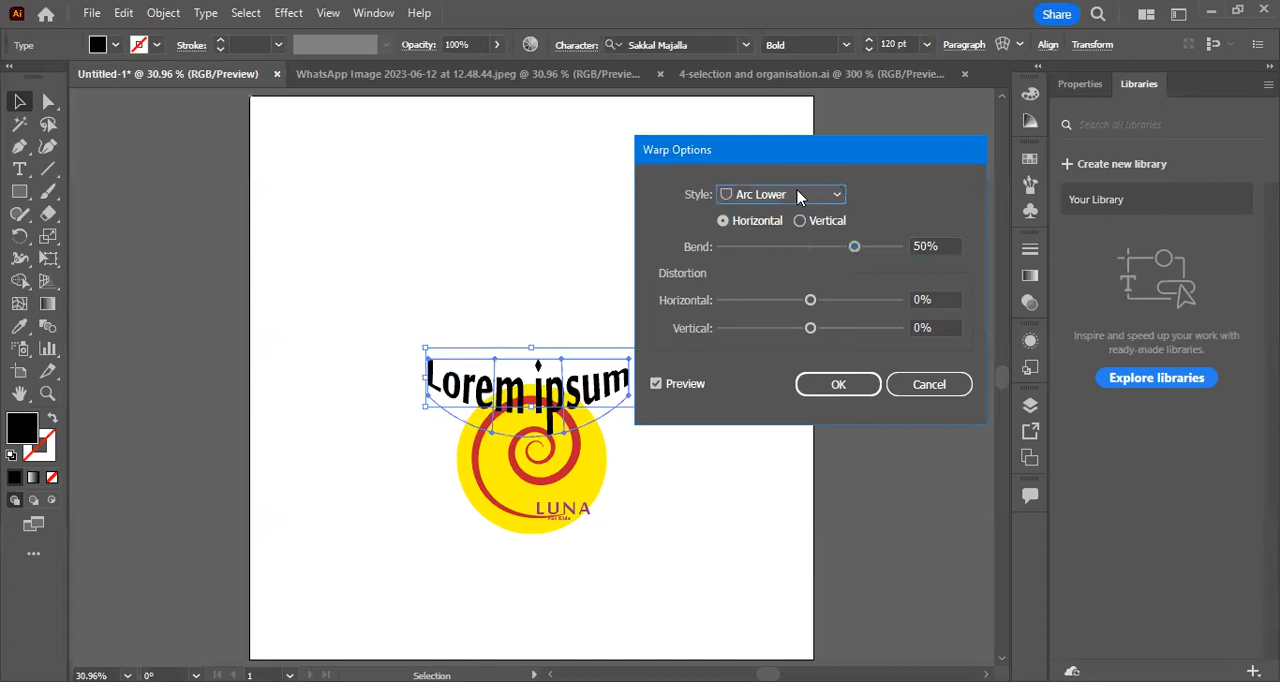 Ai File Edit Object Type Select Effect View Window Help Share
Type Stroke: Opacity: 100% Character: Sakkal Majalla Bold 120 pt Paragraph Align Transform
Untitled-1* @ 30.96 % (RGB/Preview) × WhatsApp Image 2023-06-12 at 12.48.44.jpeg @ 30.96 % (RGB/Preview... × 4-selection and organisation.ai @ 300 % (RGB/Preview... ×
Properties Libraries
Search all libraries
Create new library
Your Library
Warp Options
Style: Arc Lower
Horizontal Vertical
Bend: 50%
Distortion
Horizontal: 0%
Vertical: 0%
Preview OK Cancel
Lorem ipsum
LUNA
For Kids
Inspire and speed up your work with
ready-made libraries.
Explore libraries
30.96% 0° 1 Selection